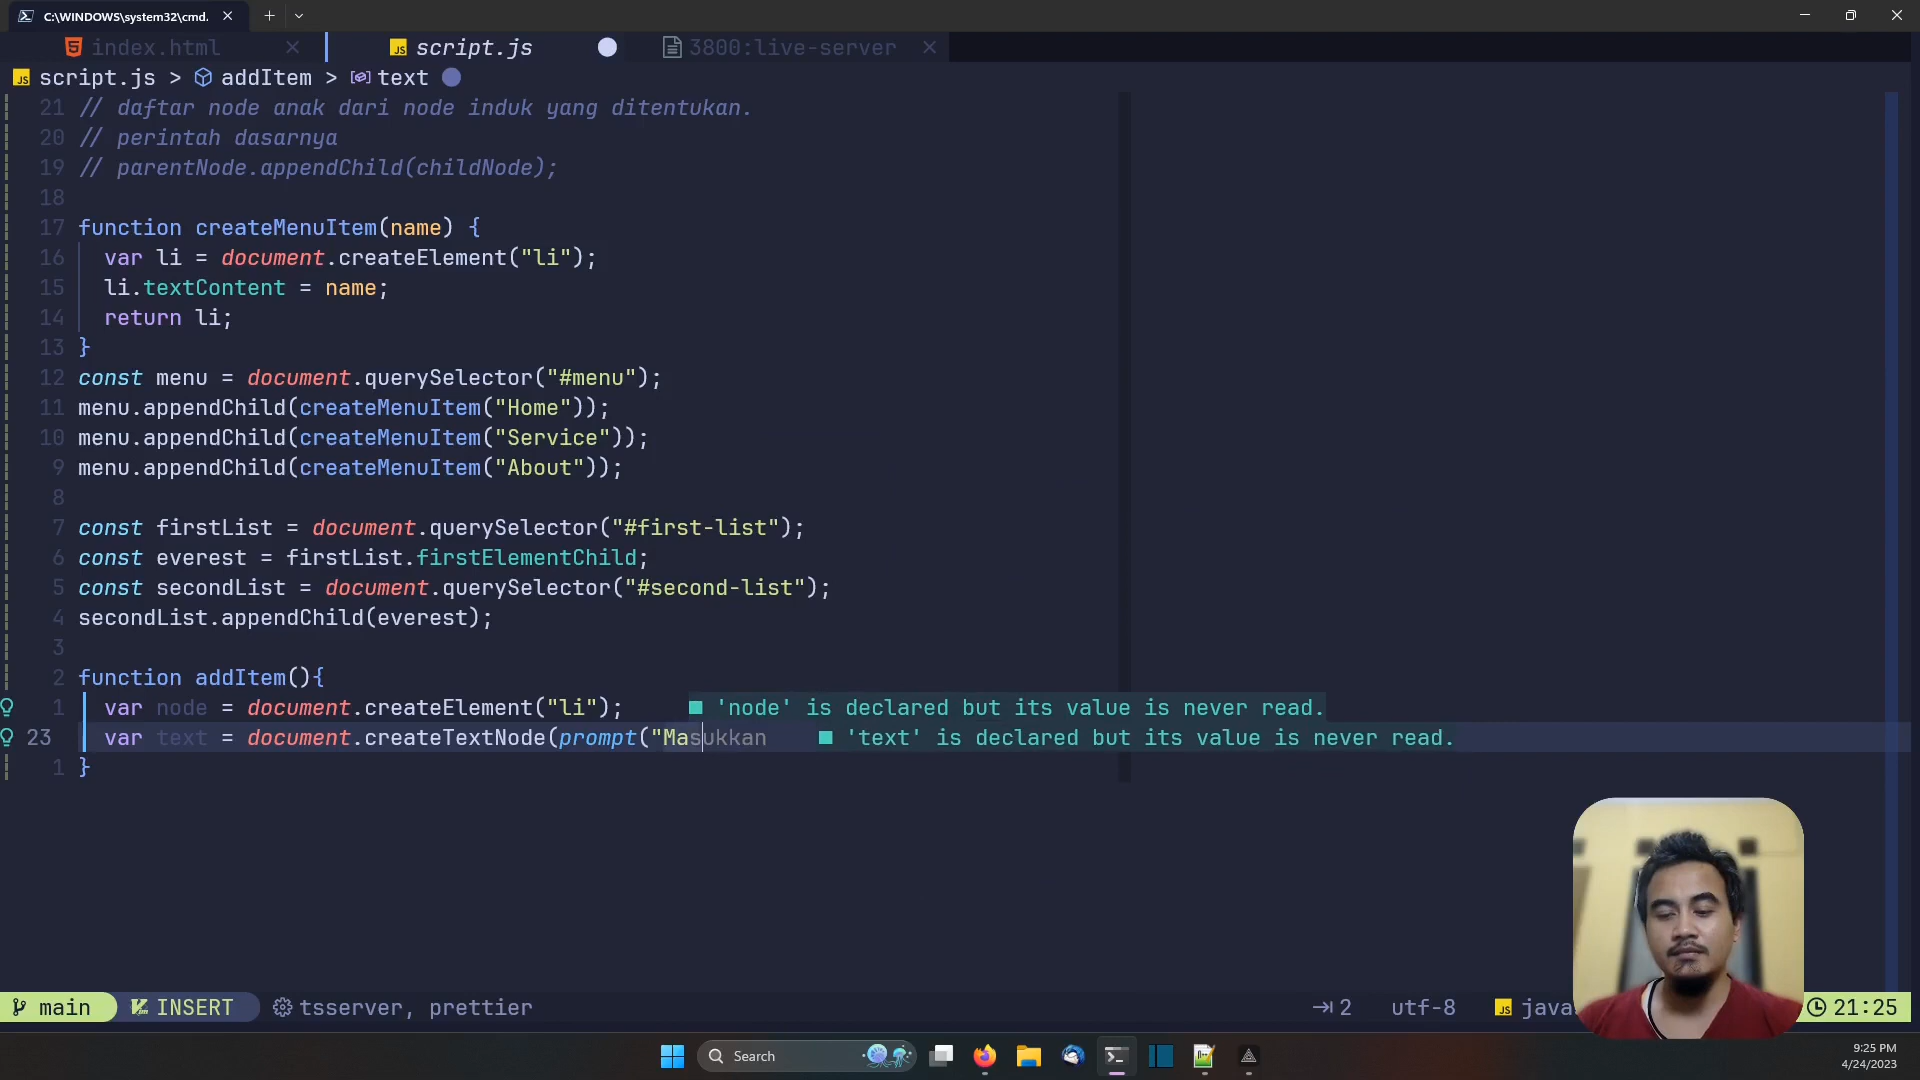 C:\WINDOWS\system32\cmd.
index.html
script.js
3800:live-server
script.js > addItem > text
21 // daftar node anak dari node induk yang ditentukan.
20 // perintah dasarnya
19 // parentNode.appendChild(childNode);
18
17 function createMenuItem(name) {
16 var li = document.createElement("li");
15 li.textContent = name;
14 return li;
13 }
12 const menu = document.querySelector("#menu");
11 menu.appendChild(createMenuItem("Home"));
10 menu.appendChild(createMenuItem("Service"));
9 menu.appendChild(createMenuItem("About"));
8
7 const firstList = document.querySelector("#first-list");
6 const everest = firstList.firstElementChild;
5 const secondList = document.querySelector("#second-list");
4 secondList.appendChild(everest);
3
2 function addItem(){
1 var node = document.createElement("li"); 'node' is declared but its value is never read.
23 var text = document.createTextNode(prompt("Masukkan 'text' is declared but its value is never read.
1 }
main INSERT tsserver, prettier 2 utf-8 javas 21:25
Search
9:25 PM
4/24/2023